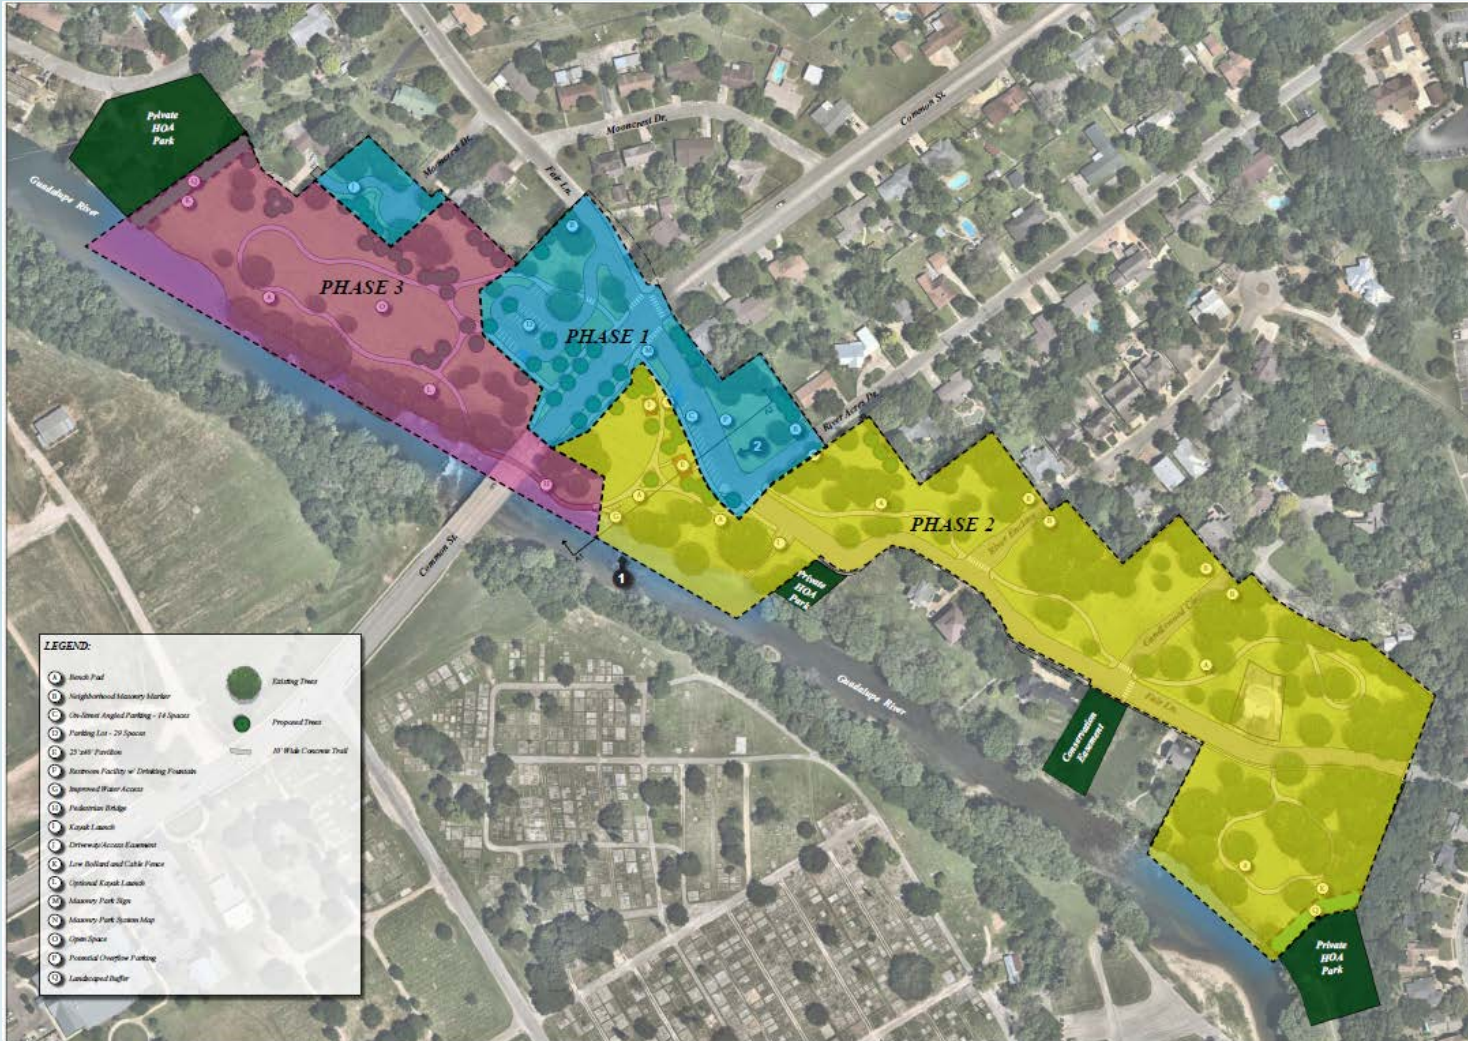 Private
HOA
Park
Guadalupe River
Mooncrest Dr.
Mooncrest Dr.
Fair Ln.
Common St.
PHASE 3
PHASE 1
River Acres Dr.
2
PHASE 2
1
Common St.
Private
HOA
Park
Guadalupe River
Fair Ln.
Conservation
Easement
Private
HOA
Park
LEGEND:
A Bench Pad
B Neighborhood Masonry Marker
C On-Street Angled Parking - 14 Spaces
D Parking Lot - 29 Spaces
E 25'x40' Pavilion
F Restroom Facility w/ Drinking Fountain
G Improved Water Access
H Pedestrian Bridge
I Kayak Launch
J Driveway/Access Easement
K Low Bollard and Cable Fence
L Optional Kayak Launch
M Masonry Park Sign
N Masonry Park System Map
O Open Space
P Potential Overflow Parking
Q Landscaped Buffer
Existing Trees
Proposed Trees
10' Wide Concrete Trail